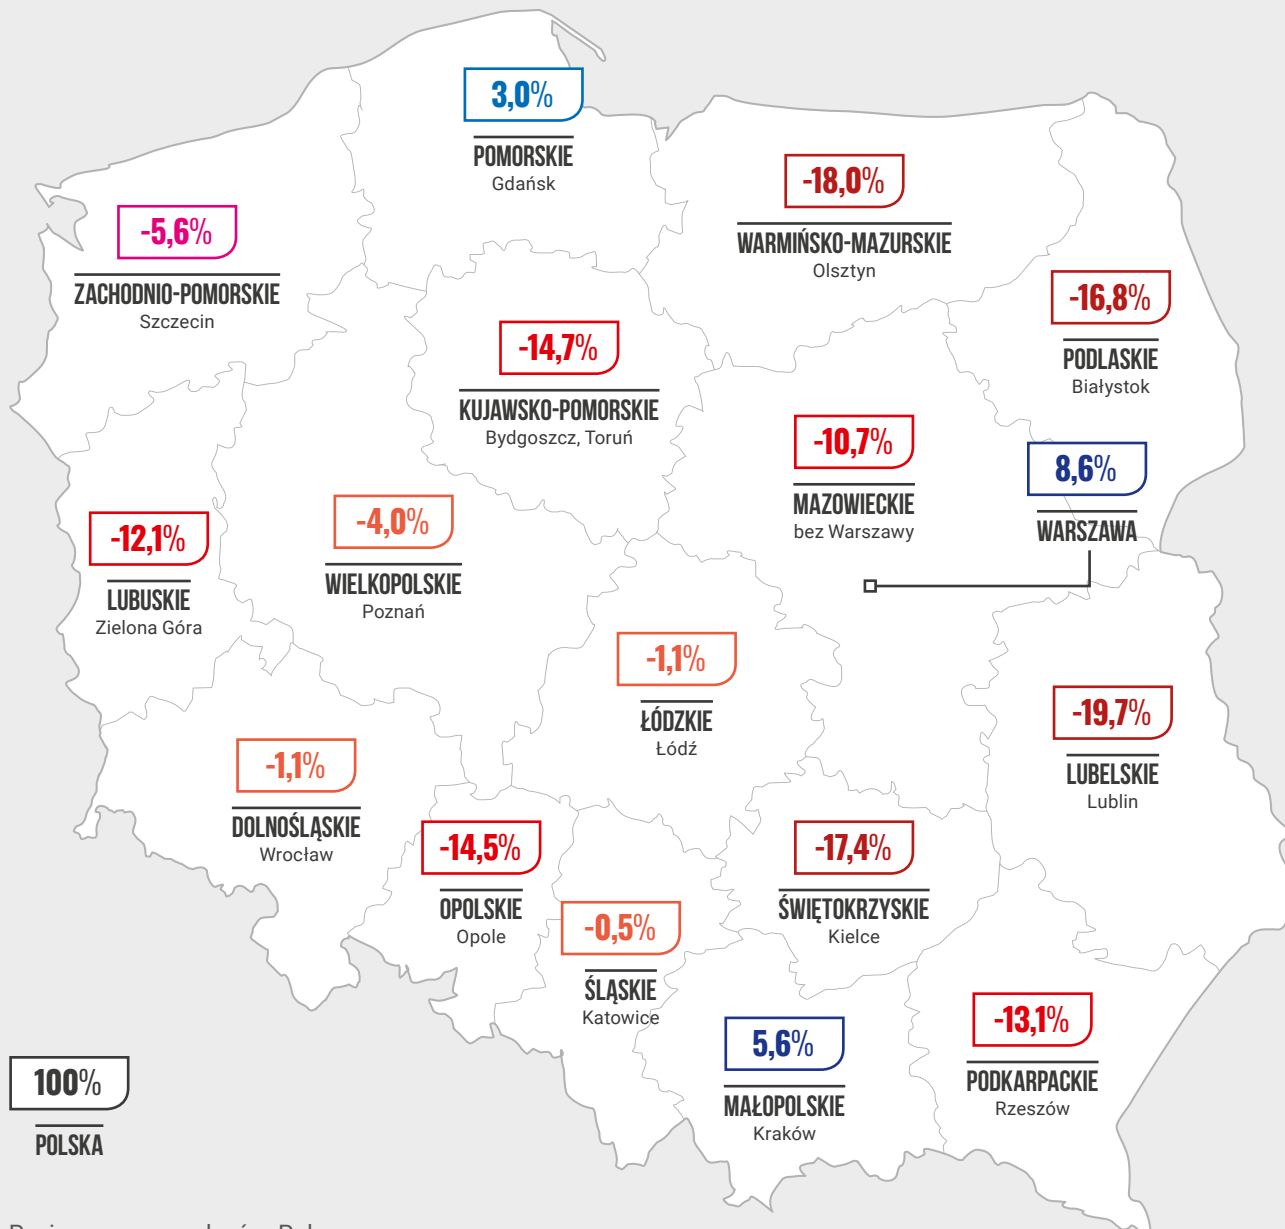 3,0%
POMORSKIE
Gdańsk
-18,0%
WARMIŃSKO-MAZURSKIE
Olsztyn
-5,6%
ZACHODNIO-POMORSKIE
Szczecin
-16,8%
PODLASKIE
Białystok
-14,7%
KUJAWSKO-POMORSKIE
Bydgoszcz, Toruń
-10,7%
MAZOWIECKIE
bez Warszawy
8,6%
WARSZAWA
-12,1%
LUBUSKIE
Zielona Góra
-4,0%
WIELKOPOLSKIE
Poznań
-1,1%
ŁÓDZKIE
Łódź
-19,7%
LUBELSKIE
Lublin
-1,1%
DOLNOŚLĄSKIE
Wrocław
-14,5%
OPOLSKIE
Opole
-17,4%
ŚWIĘTOKRZYSKIE
Kielce
-0,5%
ŚLĄSKIE
Katowice
5,6%
MAŁOPOLSKIE
Kraków
-13,1%
PODKARPACKIE
Rzeszów
100%
POLSKA